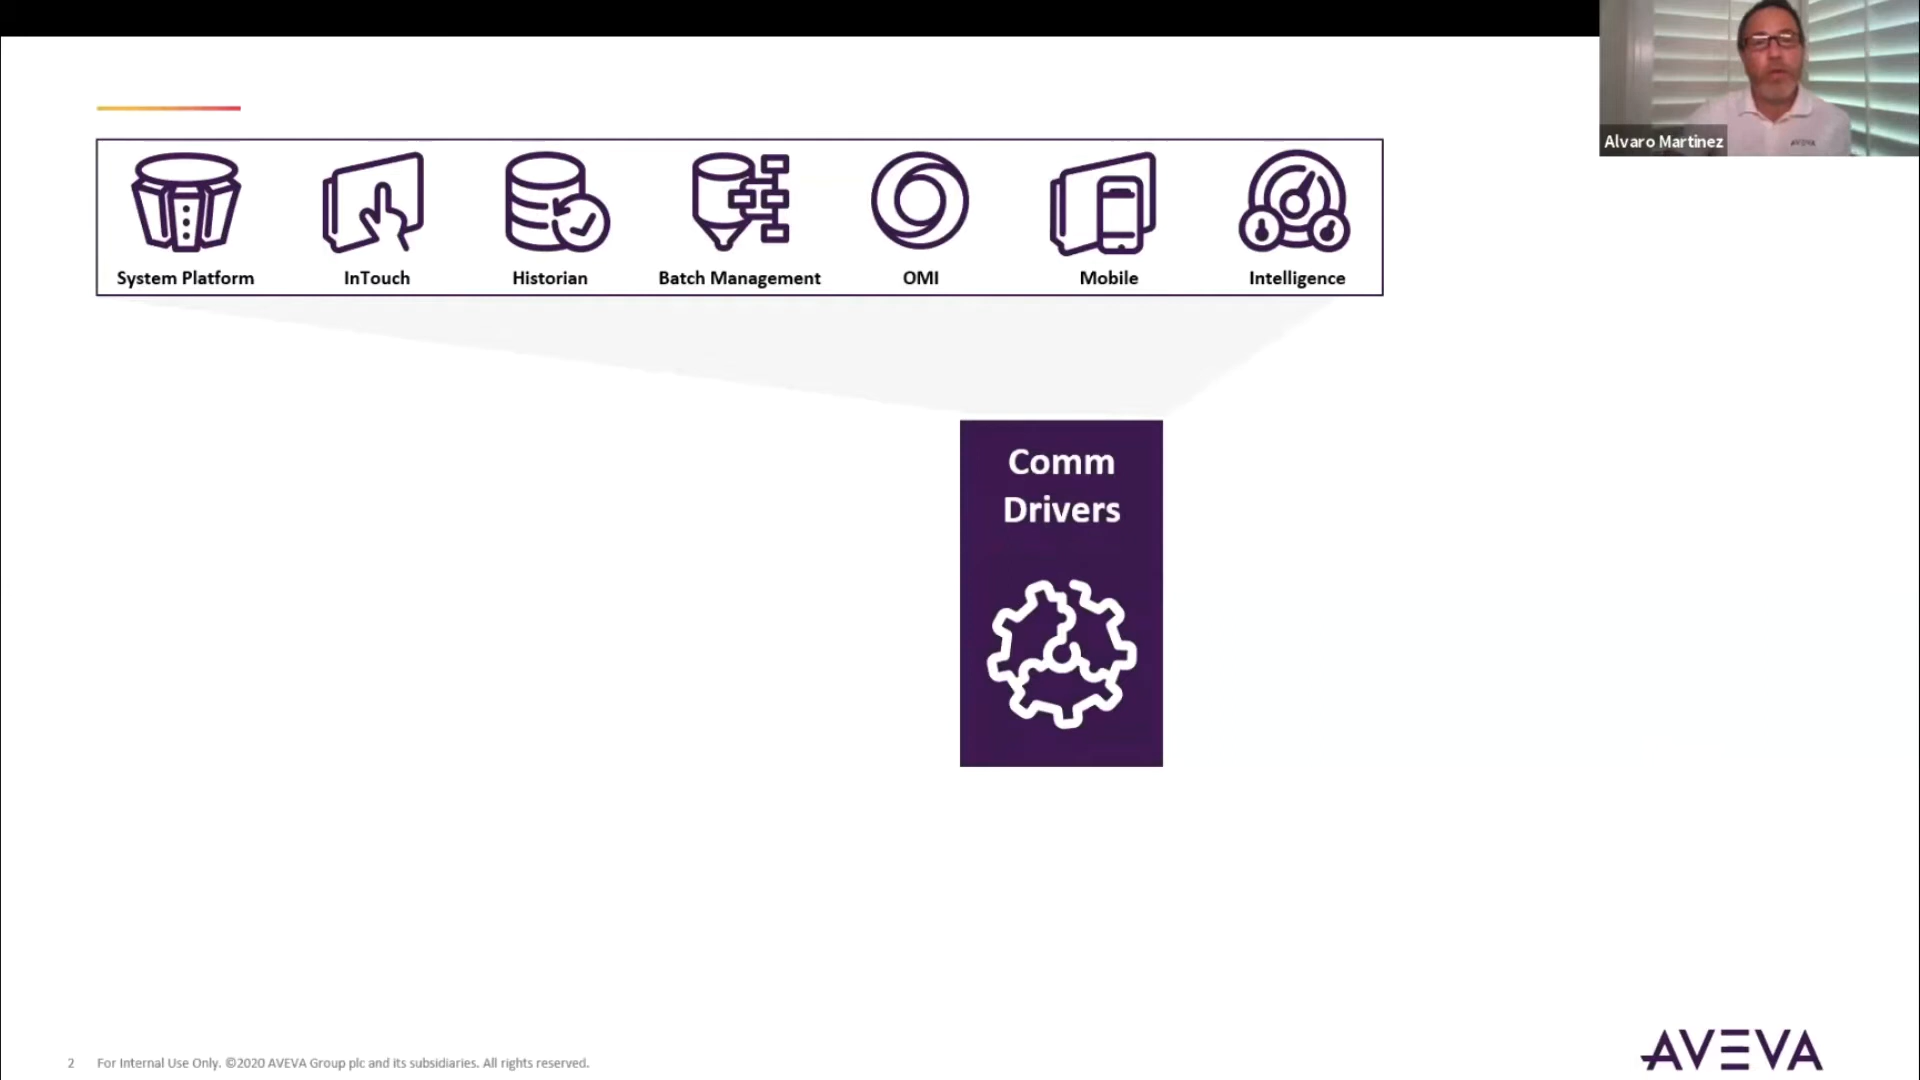 Alvaro Martinez
System Platform InTouch Historian Batch Management OMI Mobile Intelligence
Comm
Drivers
2 For Internal Use Only. ©2020 AVEVA Group plc and its subsidiaries. All rights reserved.
AVEVA